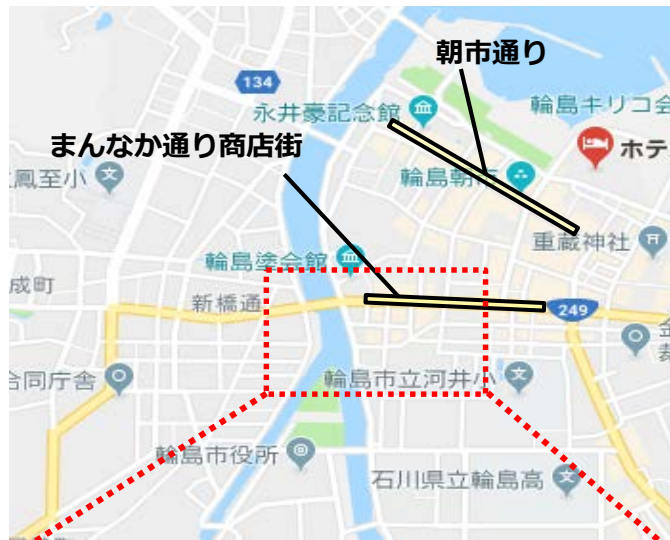 朝市通り
134
永井豪記念館
輪島キリコ会
まんなか通り商店街
ホテ
鳳至小
輪島朝市
重蔵神社
輪島塗会館
成町
新橋通
249
合同庁舎
輪島市立河井小
輪島市役所
石川県立輪島高